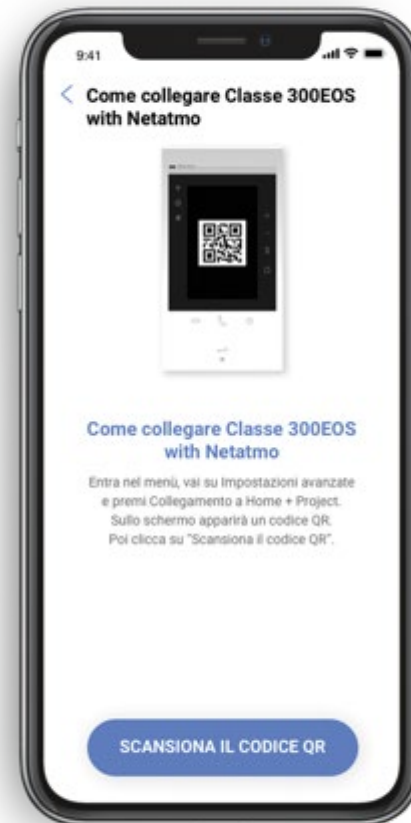 9:41
Come collegare Classe 300EOS
with Netatmo
Come collegare Classe 300EOS
with Netatmo
Entra nel menù, vai su Impostazioni avanzate
e premi Collegamento a Home + Project.
Sullo schermo apparirà un codice QR.
Poi clicca su "Scansiona il codice QR".
SCANSIONA IL CODICE QR